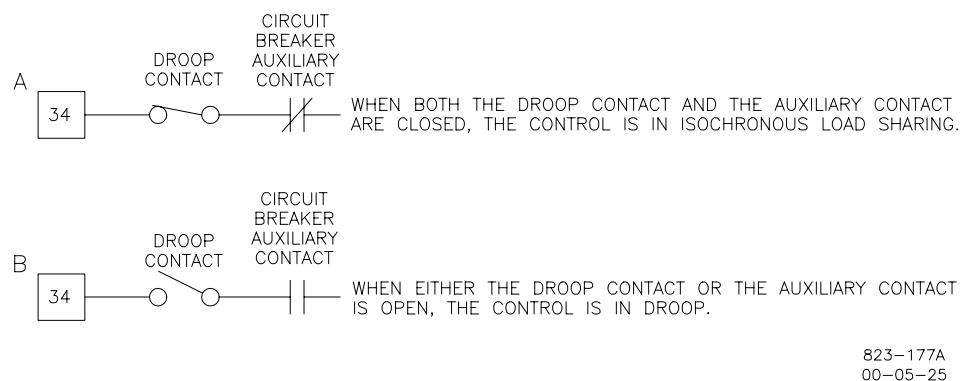 CIRCUIT
BREAKER
AUXILIARY
CONTACT
DROOP
CONTACT
A
34
WHEN BOTH THE DROOP CONTACT AND THE AUXILIARY CONTACT
ARE CLOSED, THE CONTROL IS IN ISOCHRONOUS LOAD SHARING.
CIRCUIT
BREAKER
AUXILIARY
CONTACT
DROOP
CONTACT
B
34
WHEN EITHER THE DROOP CONTACT OR THE AUXILIARY CONTACT
IS OPEN, THE CONTROL IS IN DROOP.
823-177A
00-05-25